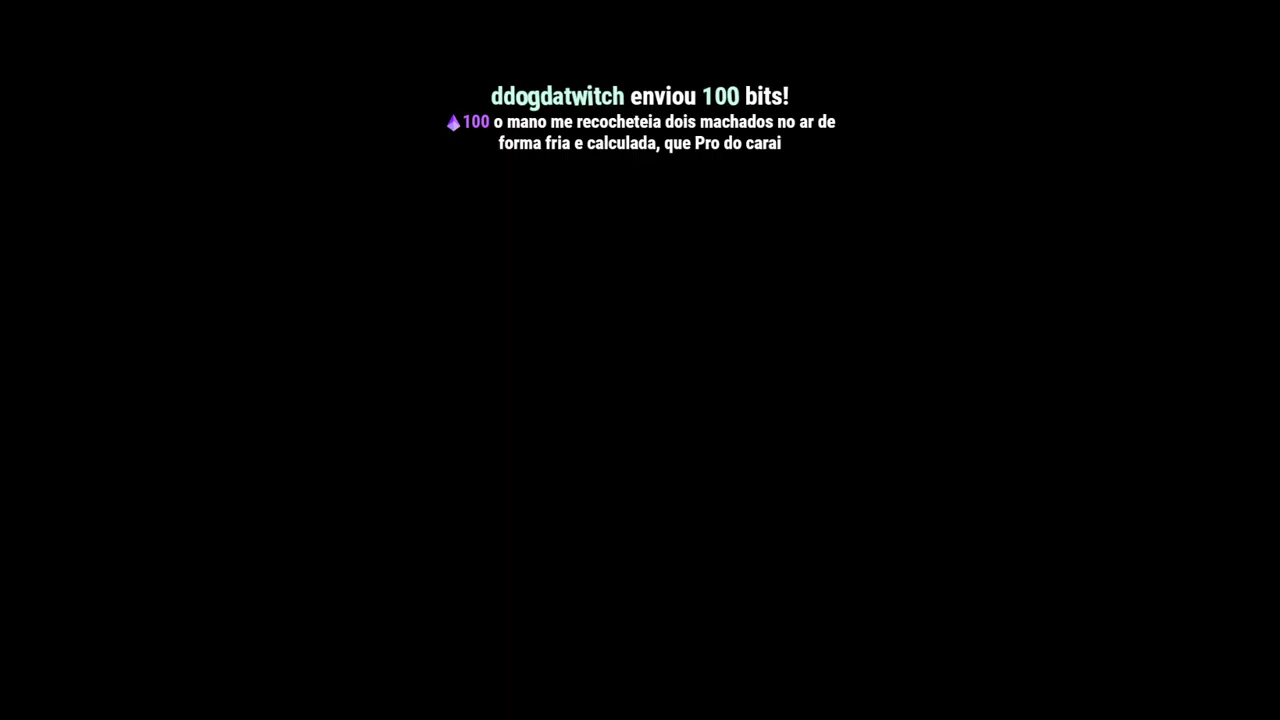 ddogdatwitch enviou 100 bits!
100 o mano me recocheteia dois machados no ar de
forma fria e calculada, que Pro do carai